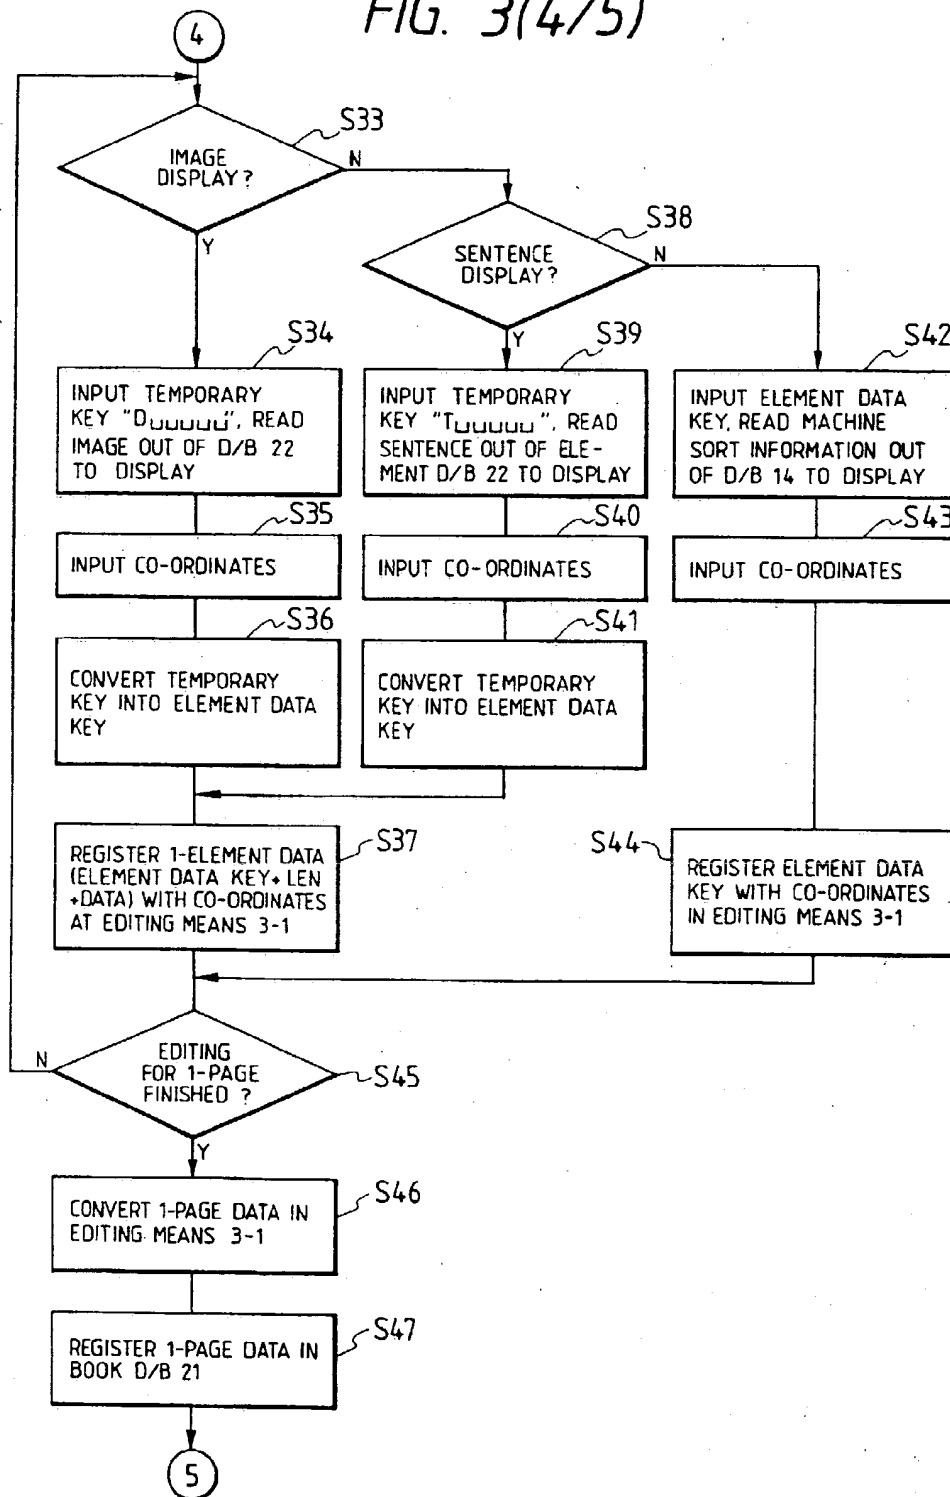 FIG. 3(4/5)
4
S33
IMAGE
DISPLAY?
N
Y
S38
SENTENCE
DISPLAY?
N
Y
S34
INPUT TEMPORARY
KEY "D␣␣␣␣␣", READ
IMAGE OUT OF D/B 22
TO DISPLAY
S39
INPUT TEMPORARY
KEY "T␣␣␣␣␣", READ
SENTENCE OUT OF ELE-
MENT D/B 22 TO DISPLAY
S42
INPUT ELEMENT DATA
KEY, READ MACHINE
SORT INFORMATION OUT
OF D/B 14 TO DISPLAY
S35
INPUT CO-ORDINATES
S40
INPUT CO-ORDINATES
S43
INPUT CO-ORDINATES
S36
CONVERT TEMPORARY
KEY INTO ELEMENT DATA
KEY
S41
CONVERT TEMPORARY
KEY INTO ELEMENT DATA
KEY
S37
REGISTER 1-ELEMENT DATA
(ELEMENT DATA KEY+LEN
+DATA) WITH CO-ORDINATES
AT EDITING MEANS 3-1
S44
REGISTER ELEMENT DATA
KEY WITH CO-ORDINATES
IN EDITING MEANS 3-1
N
EDITING
FOR 1-PAGE
FINISHED ?
S45
Y
S46
CONVERT 1-PAGE DATA IN
EDITING MEANS 3-1
S47
REGISTER 1-PAGE DATA IN
BOOK D/B 21
5